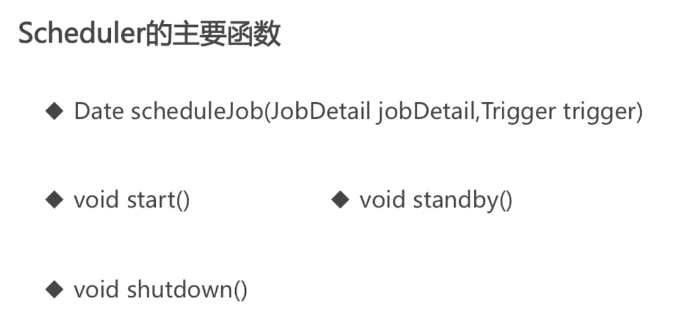 Scheduler的主要函数
◆ Date scheduleJob(JobDetail jobDetail,Trigger trigger)
◆ void start() ◆ void standby()
◆ void shutdown()